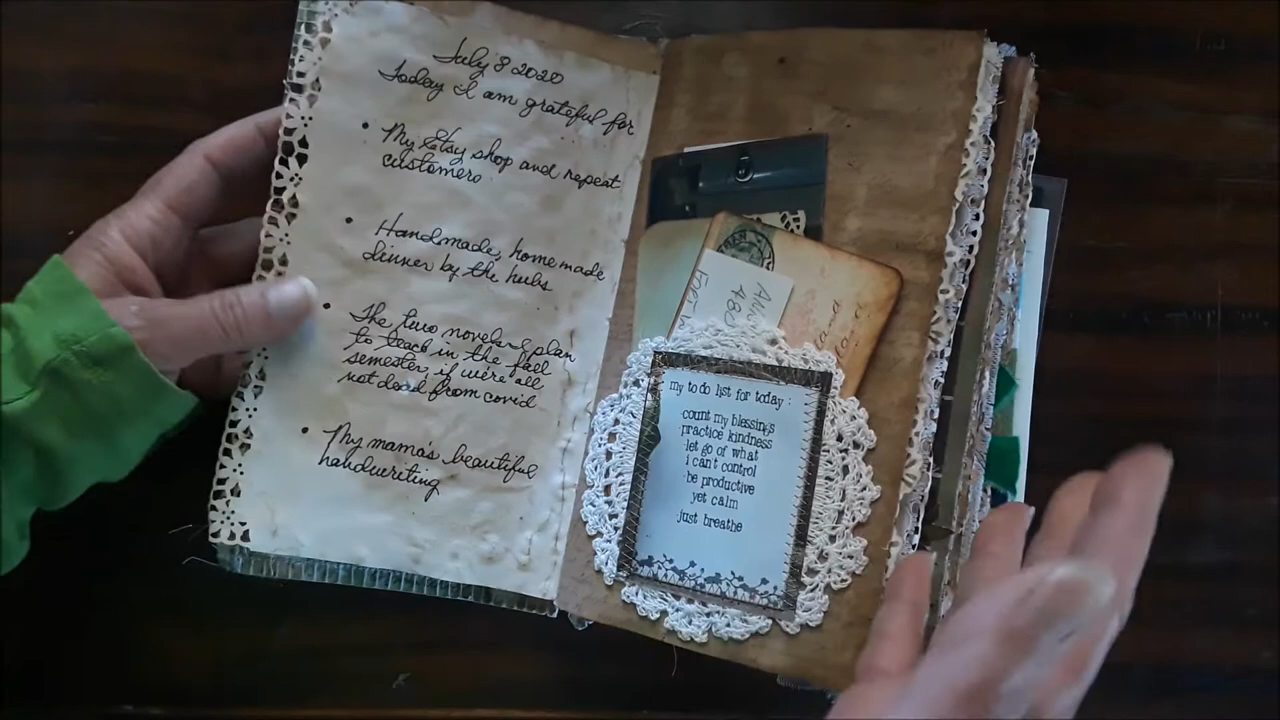 July 8 2020
Today I am grateful for
• My Etsy shop and repeat
customers
• Handmade, homemade
dinner by the hubs
• The two novels I plan
to teach in the fall
semester, if we're all
not dead from covid
• My mama's beautiful
handwriting
my to do list for today :
count my blessings
practice kindness
let go of what
i can't control
be productive
yet calm
just breathe